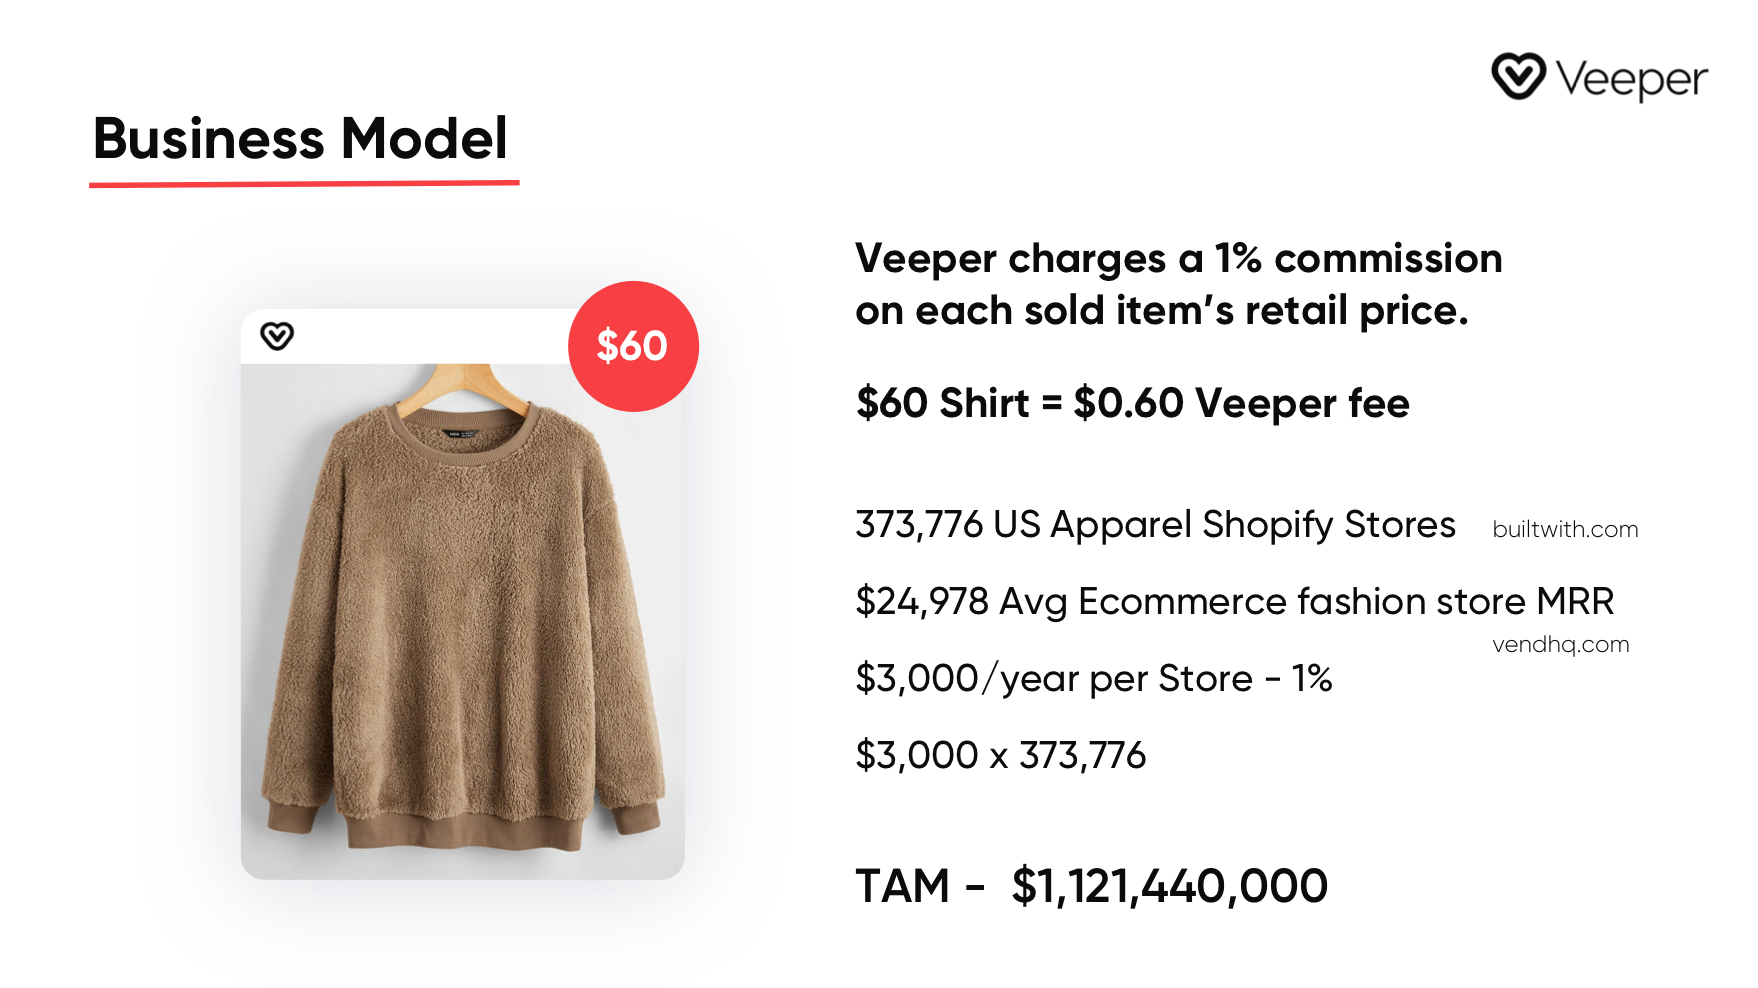 Veeper
Business Model
$60
Veeper charges a 1% commission
on each sold item’s retail price.
$60 Shirt = $0.60 Veeper fee
373,776 US Apparel Shopify Stores builtwith.com
$24,978 Avg Ecommerce fashion store MRR
vendhq.com
$3,000/year per Store - 1%
$3,000 x 373,776
TAM - $1,121,440,000